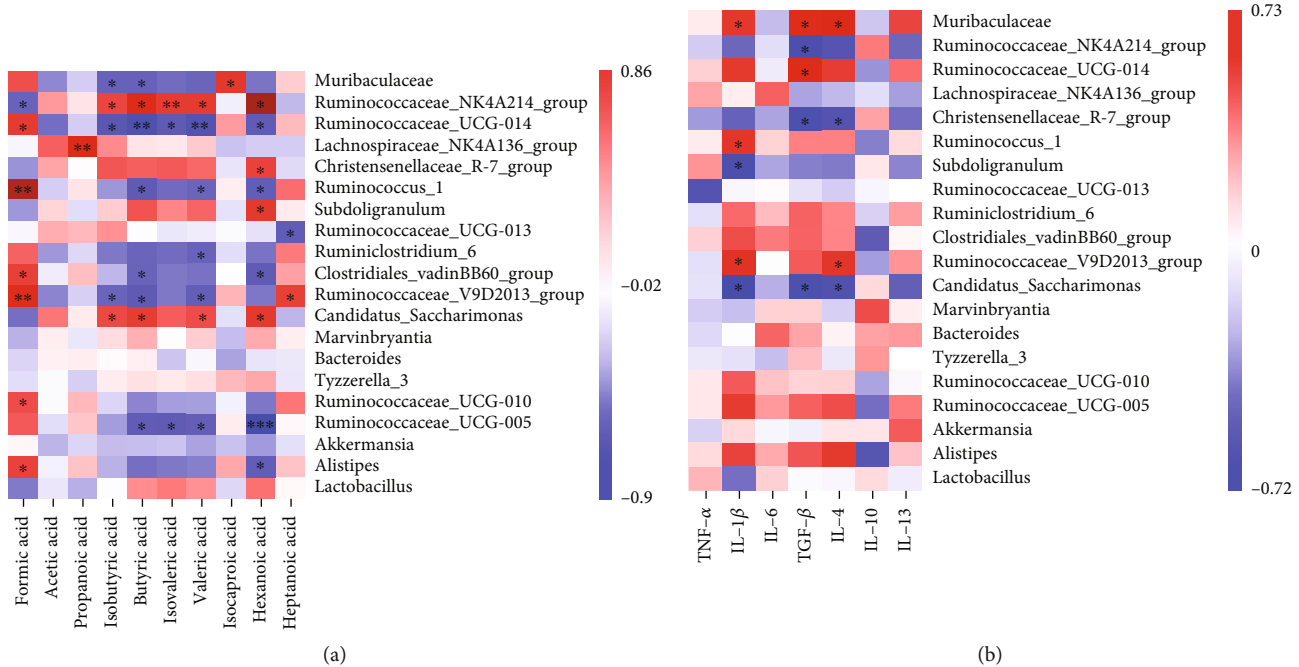 Muribaculaceae
Ruminococcaceae_NK4A214_group
Ruminococcaceae_UCG-014
Lachnospiraceae_NK4A136_group
Christensenellaceae_R-7_group
Ruminococcus_1
Subdoligranulum
Ruminococcaceae_UCG-013
Ruminiclostridium_6
Clostridiales_vadinBB60_group
Ruminococcaceae_V9D2013_group
Candidatus_Saccharimonas
Marvinbryantia
Bacteroides
Tyzzerella_3
Ruminococcaceae_UCG-010
Ruminococcaceae_UCG-005
Akkermansia
Alistipes
Lactobacillus
* * *
* * * ** * *
* * ** * ** *
**
*
** * * *
*
*
*
* * *
** * * * *
* * * *
*
* * * ***
* *
0.86
−0.02
−0.9
Formic acid
Acetic acid
Propanoic acid
Isobutyric acid
Butyric acid
Isovaleric acid
Valeric acid
Isocaproic acid
Hexanoic acid
Heptanoic acid
(a)
Muribaculaceae
Ruminococcaceae_NK4A214_group
Ruminococcaceae_UCG-014
Lachnospiraceae_NK4A136_group
Christensenellaceae_R-7_group
Ruminococcus_1
Subdoligranulum
Ruminococcaceae_UCG-013
Ruminiclostridium_6
Clostridiales_vadinBB60_group
Ruminococcaceae_V9D2013_group
Candidatus_Saccharimonas
Marvinbryantia
Bacteroides
Tyzzerella_3
Ruminococcaceae_UCG-010
Ruminococcaceae_UCG-005
Akkermansia
Alistipes
Lactobacillus
* * *
*
*
* *
*
*
* *
* * *
0.73
0
−0.72
TNF−α
IL−1β
IL−6
TGF−β
IL−4
IL−10
IL−13
(b)